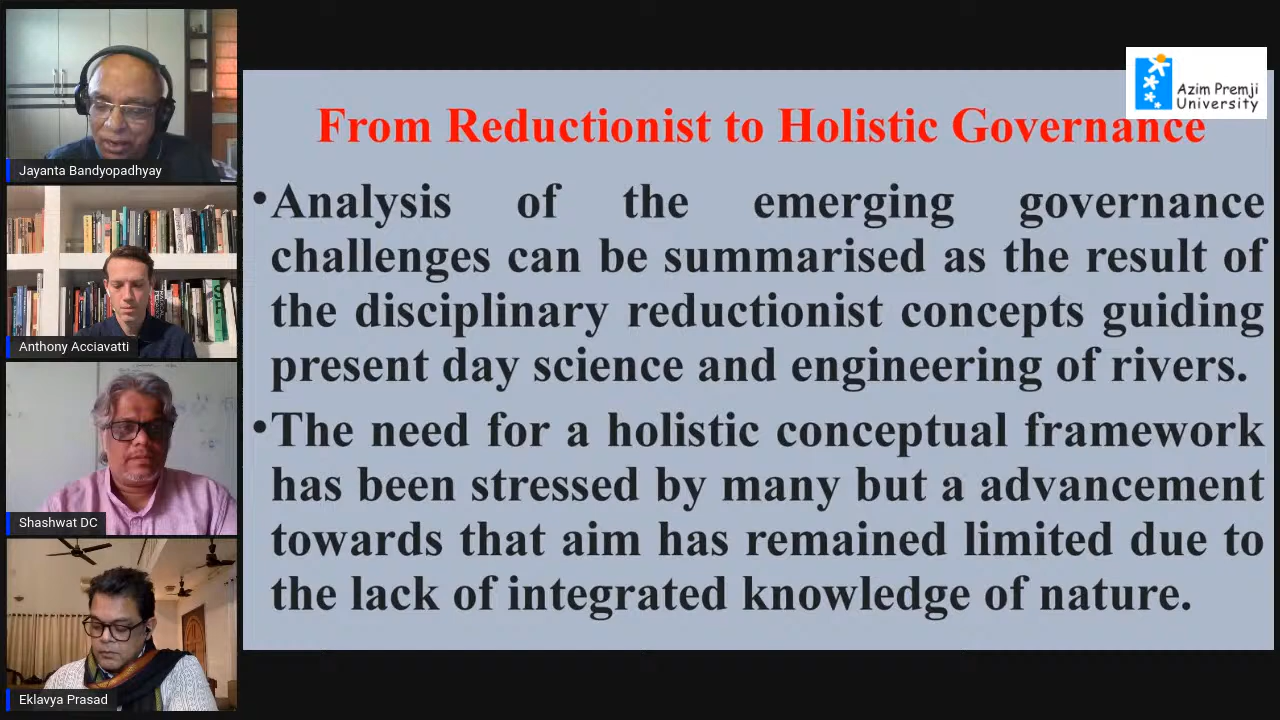 Jayanta Bandyopadhyay
Anthony Acciavatti
Shashwat DC
Eklavya Prasad
Azim Premji
University
From Reductionist to Holistic Governance
•Analysis of the emerging governance
challenges can be summarised as the result of
the disciplinary reductionist concepts guiding
present day science and engineering of rivers.
•The need for a holistic conceptual framework
has been stressed by many but a advancement
towards that aim has remained limited due to
the lack of integrated knowledge of nature.